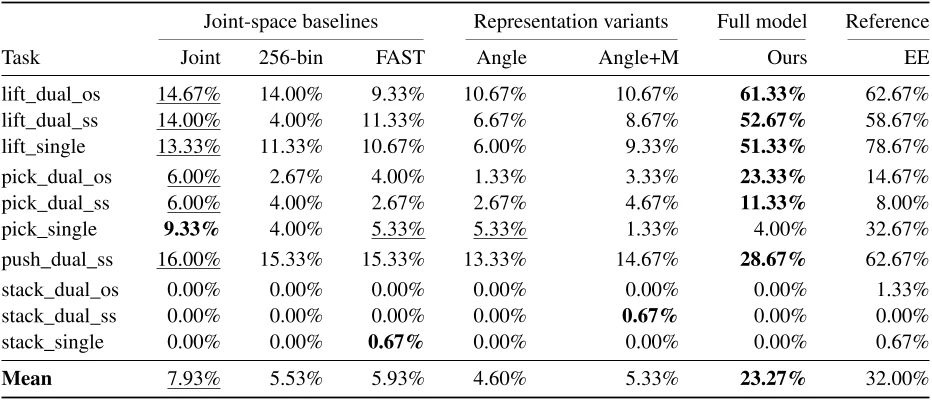 Joint-space baselines Representation variants Full model Reference
Task Joint 256-bin FAST Angle Angle+M Ours EE
lift_dual_os 14.67% 14.00% 9.33% 10.67% 10.67% 61.33% 62.67%
lift_dual_ss 14.00% 4.00% 11.33% 6.67% 8.67% 52.67% 58.67%
lift_single 13.33% 11.33% 10.67% 6.00% 9.33% 51.33% 78.67%
pick_dual_os 6.00% 2.67% 4.00% 1.33% 3.33% 23.33% 14.67%
pick_dual_ss 6.00% 4.00% 2.67% 2.67% 4.67% 11.33% 8.00%
pick_single 9.33% 4.00% 5.33% 5.33% 1.33% 4.00% 32.67%
push_dual_ss 16.00% 15.33% 15.33% 13.33% 14.67% 28.67% 62.67%
stack_dual_os 0.00% 0.00% 0.00% 0.00% 0.00% 0.00% 1.33%
stack_dual_ss 0.00% 0.00% 0.00% 0.00% 0.67% 0.00% 0.00%
stack_single 0.00% 0.00% 0.67% 0.00% 0.00% 0.00% 0.67%
Mean 7.93% 5.53% 5.93% 4.60% 5.33% 23.27% 32.00%